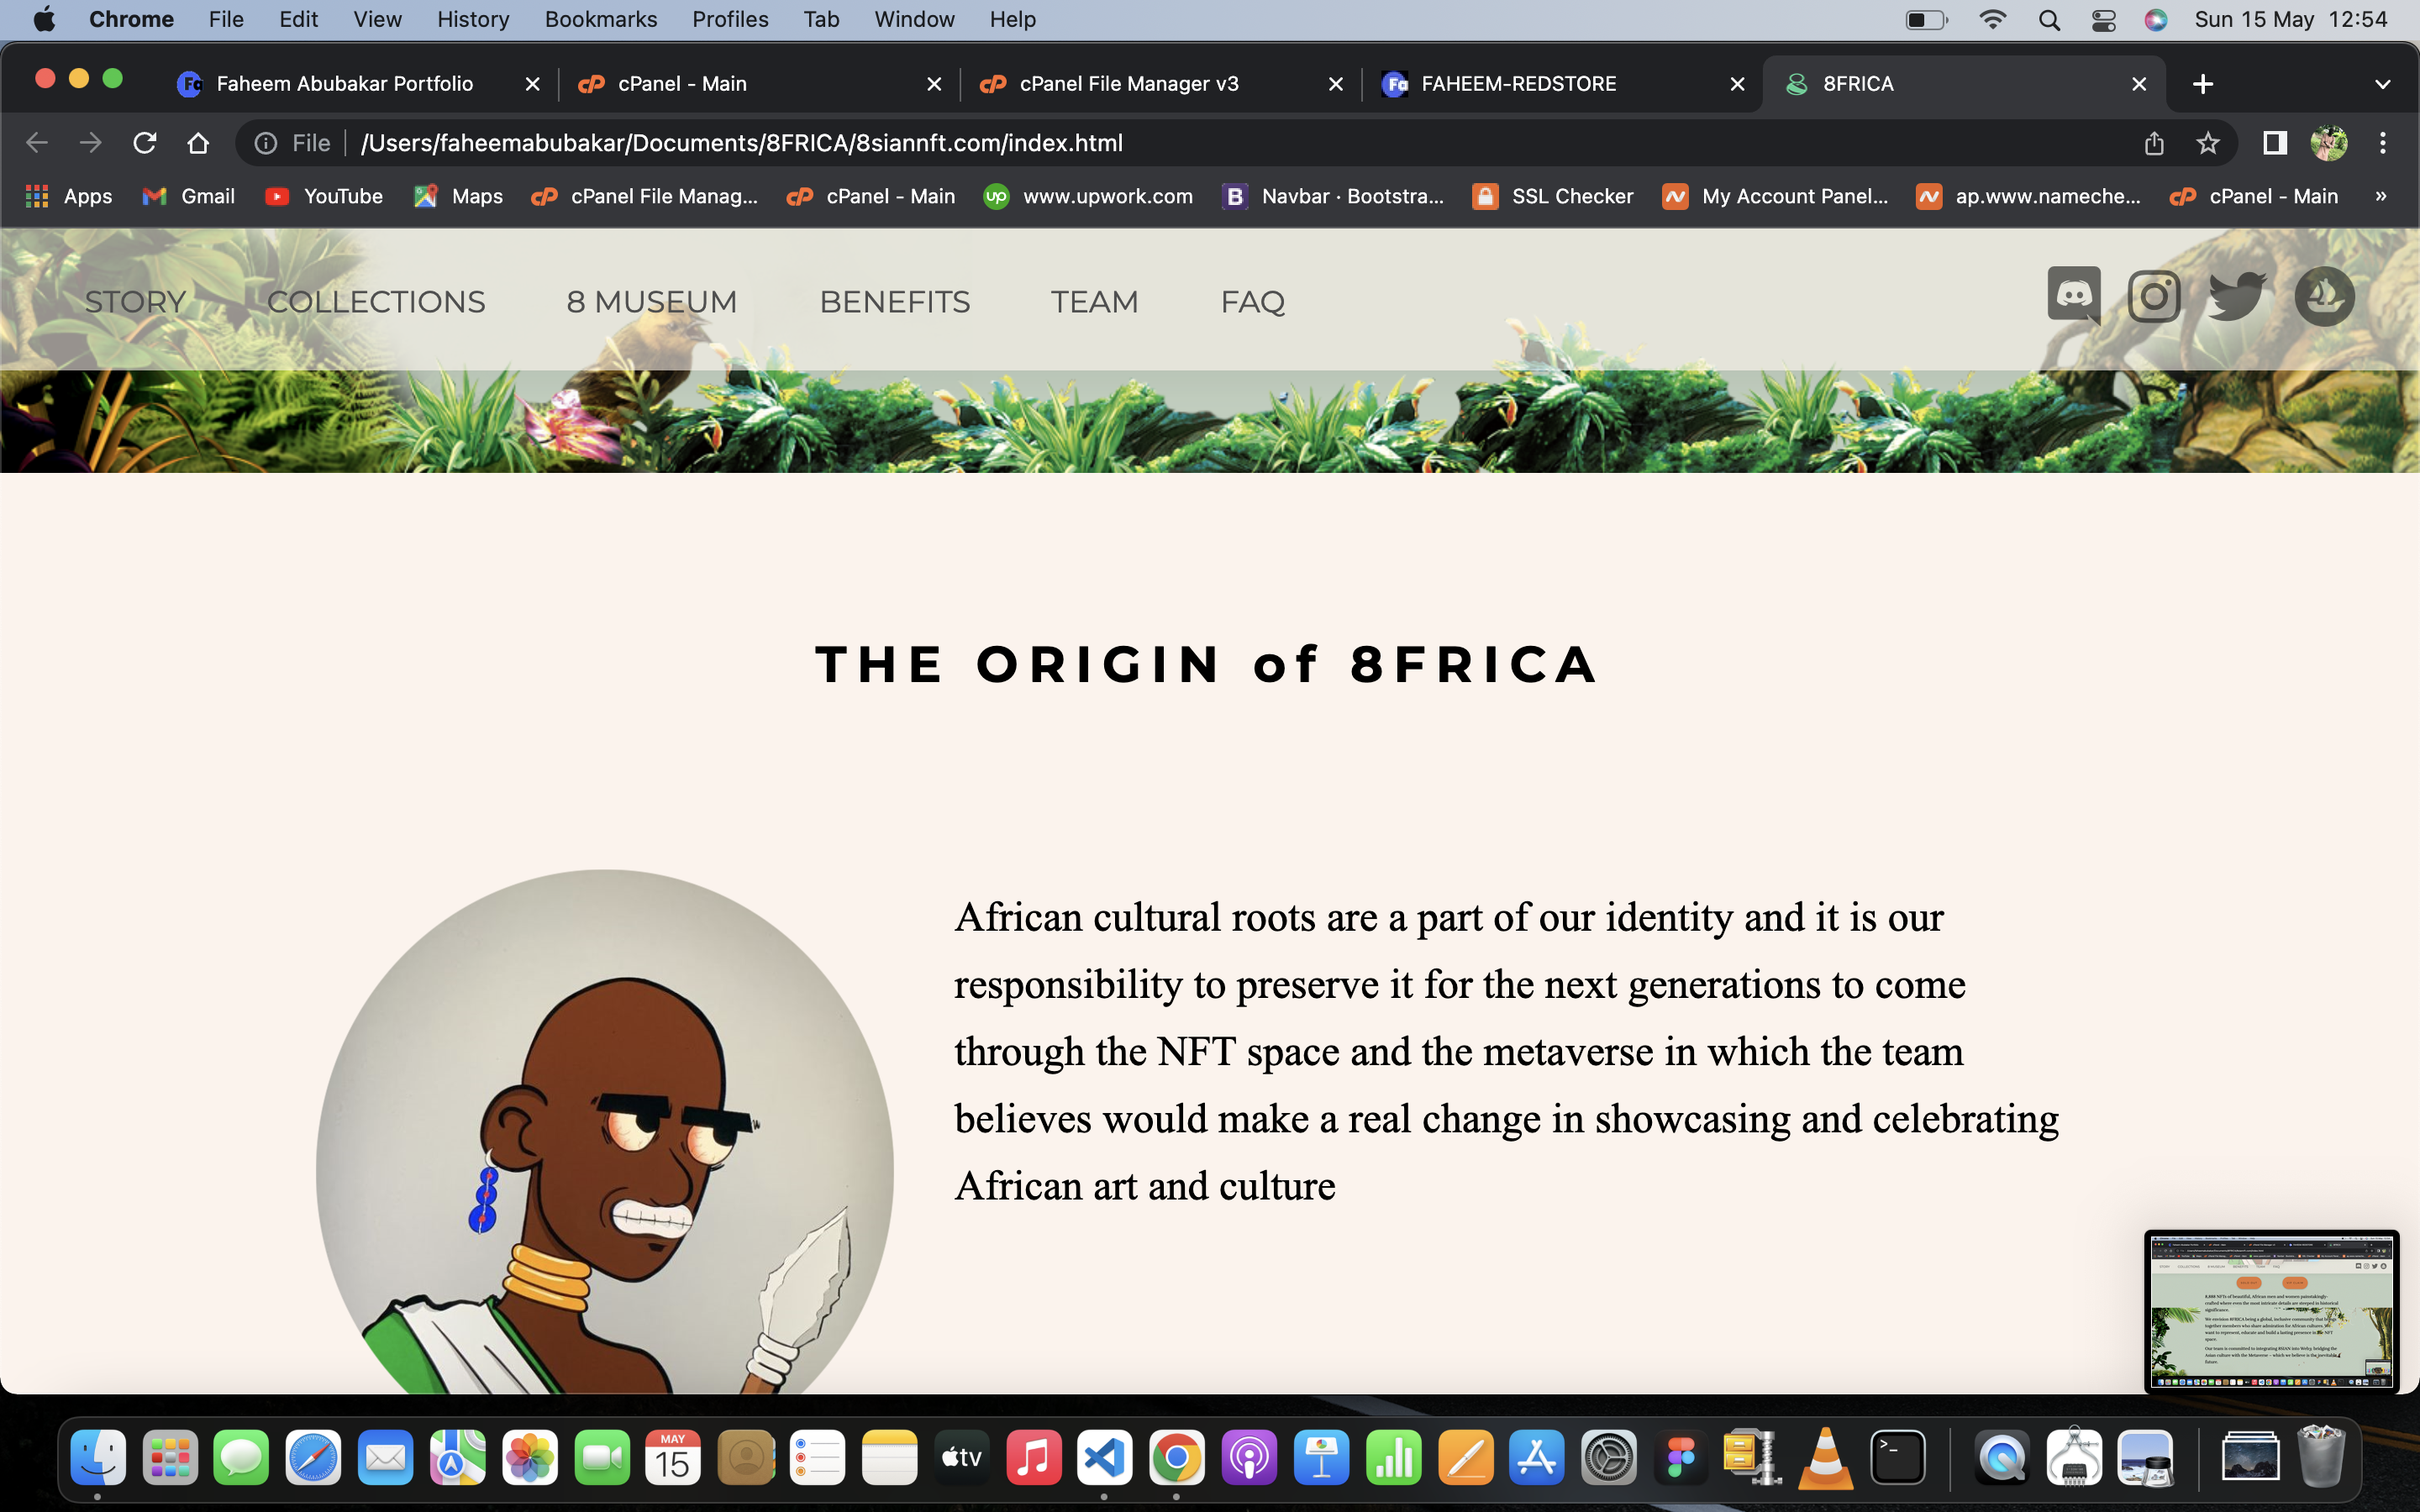 Chrome File Edit View History Bookmarks Profiles Tab Window Help Sun 15 May 12:54
Faheem Abubakar Portfolio cPanel - Main cPanel File Manager v3 FAHEEM-REDSTORE 8FRICA
File /Users/faheemabubakar/Documents/8FRICA/8siannft.com/index.html
Apps Gmail YouTube Maps cPanel File Manag... cPanel - Main www.upwork.com Navbar · Bootstra... SSL Checker My Account Panel... ap.www.nameche... cPanel - Main »
STORY COLLECTIONS 8 MUSEUM BENEFITS TEAM FAQ
THE ORIGIN of 8FRICA
African cultural roots are a part of our identity and it is our
responsibility to preserve it for the next generations to come
through the NFT space and the metaverse in which the team
believes would make a real change in showcasing and celebrating
African art and culture
MAY
15
tv